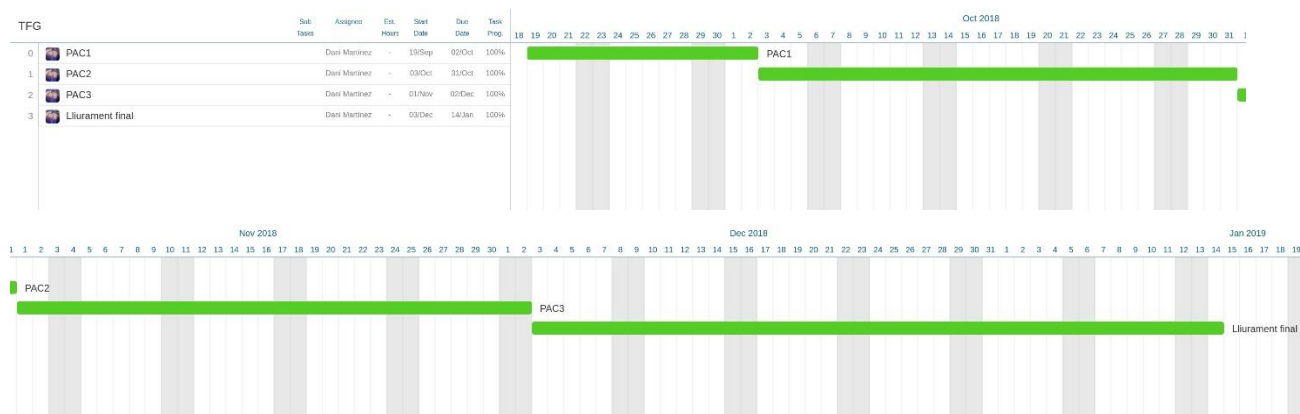 TFG Sub Tasks Assignee Est. Hours Start Date Due Date Task Prog.
0 PAC1 Dani Martinez - 19/Sep 02/Oct 100%
1 PAC2 Dani Martinez - 03/Oct 31/Oct 100%
2 PAC3 Dani Martinez - 01/Nov 02/Dec 100%
3 Lliurament final Dani Martinez - 03/Dec 14/Jan 100%
Oct 2018
18 19 20 21 22 23 24 25 26 27 28 29 30 1 2 3 4 5 6 7 8 9 10 11 12 13 14 15 16 17 18 19 20 21 22 23 24 25 26 27 28 29 30 31 1
PAC1
Nov 2018 Dec 2018 Jan 2019
1 1 2 3 4 5 6 7 8 9 10 11 12 13 14 15 16 17 18 19 20 21 22 23 24 25 26 27 28 29 30 1 2 3 4 5 6 7 8 9 10 11 12 13 14 15 16 17 18 19 20 21 22 23 24 25 26 27 28 29 30 31 1 2 3 4 5 6 7 8 9 10 11 12 13 14 15 16 17 18 19
PAC2
PAC3
Lliurament final